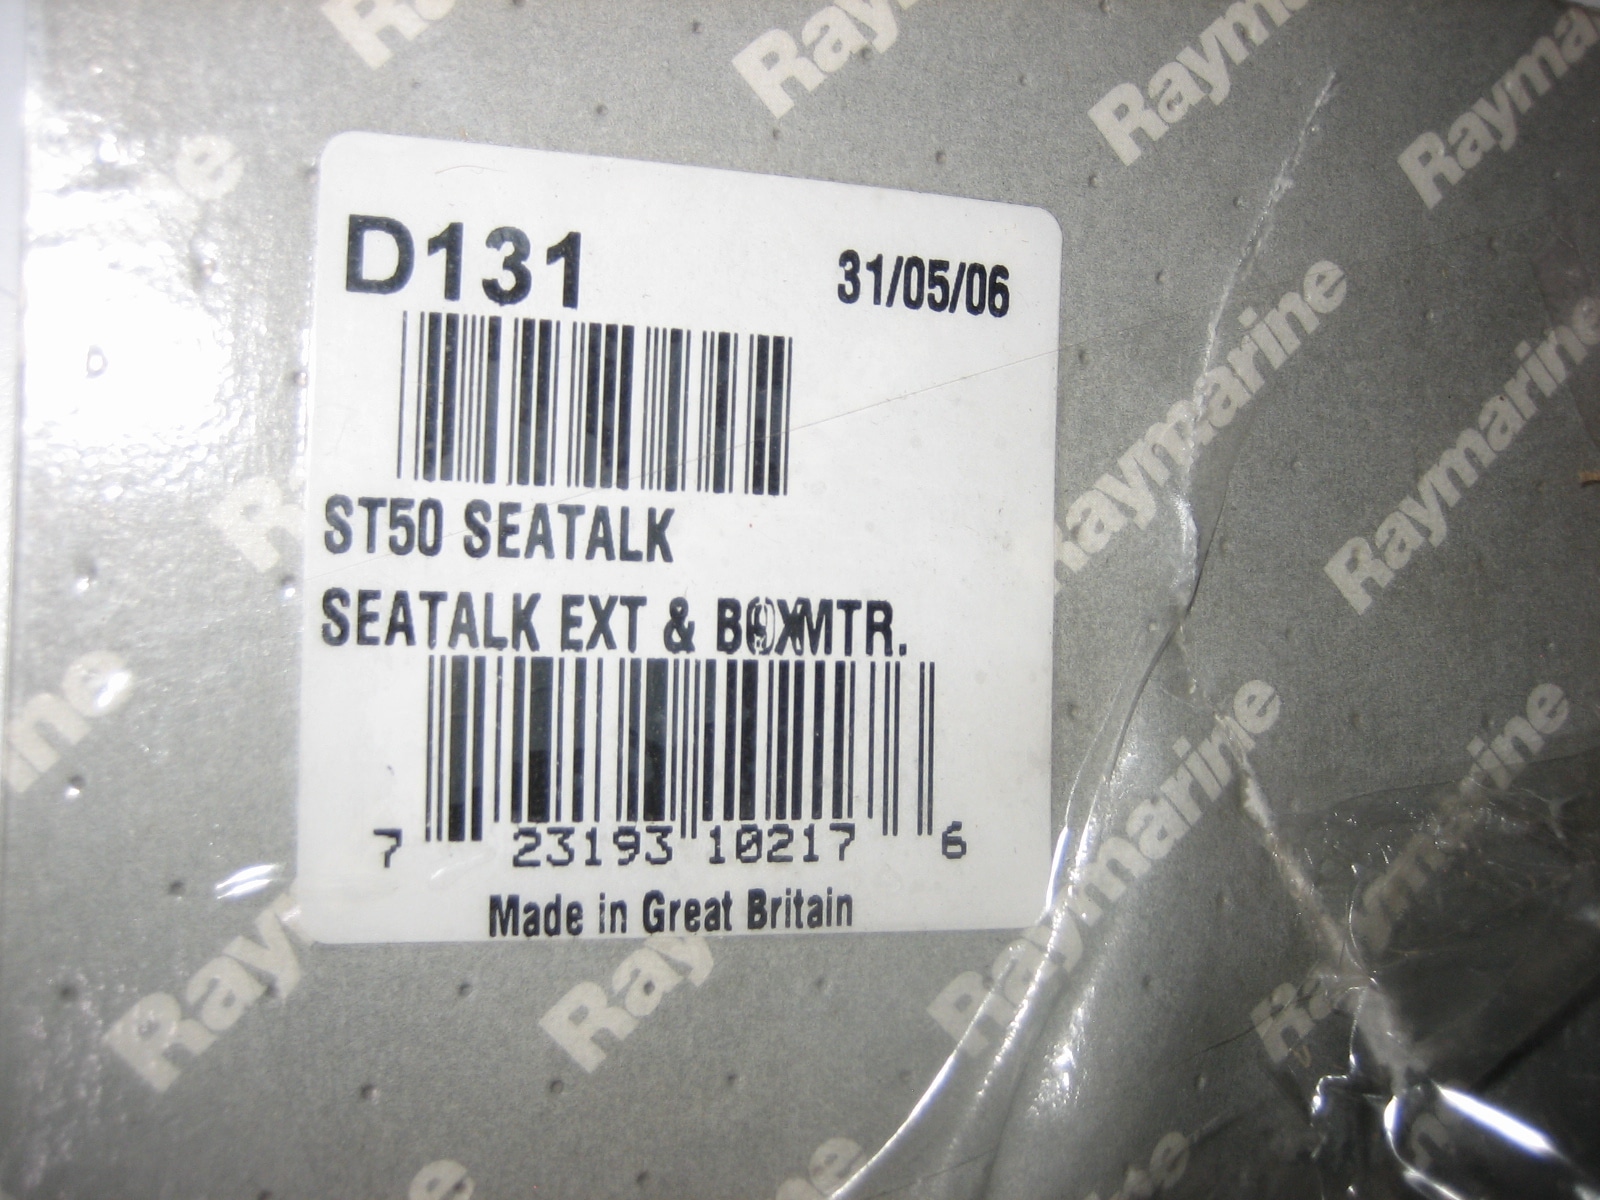 D131
31/05/06
ST50 SEATALK
SEATALK EXT & MTR.
7 23193 10217 6
Made in Great Britain
Raymarine
Raymarine
Raymarine
Raymarine
Raymarine
Raymarine
Raymarine